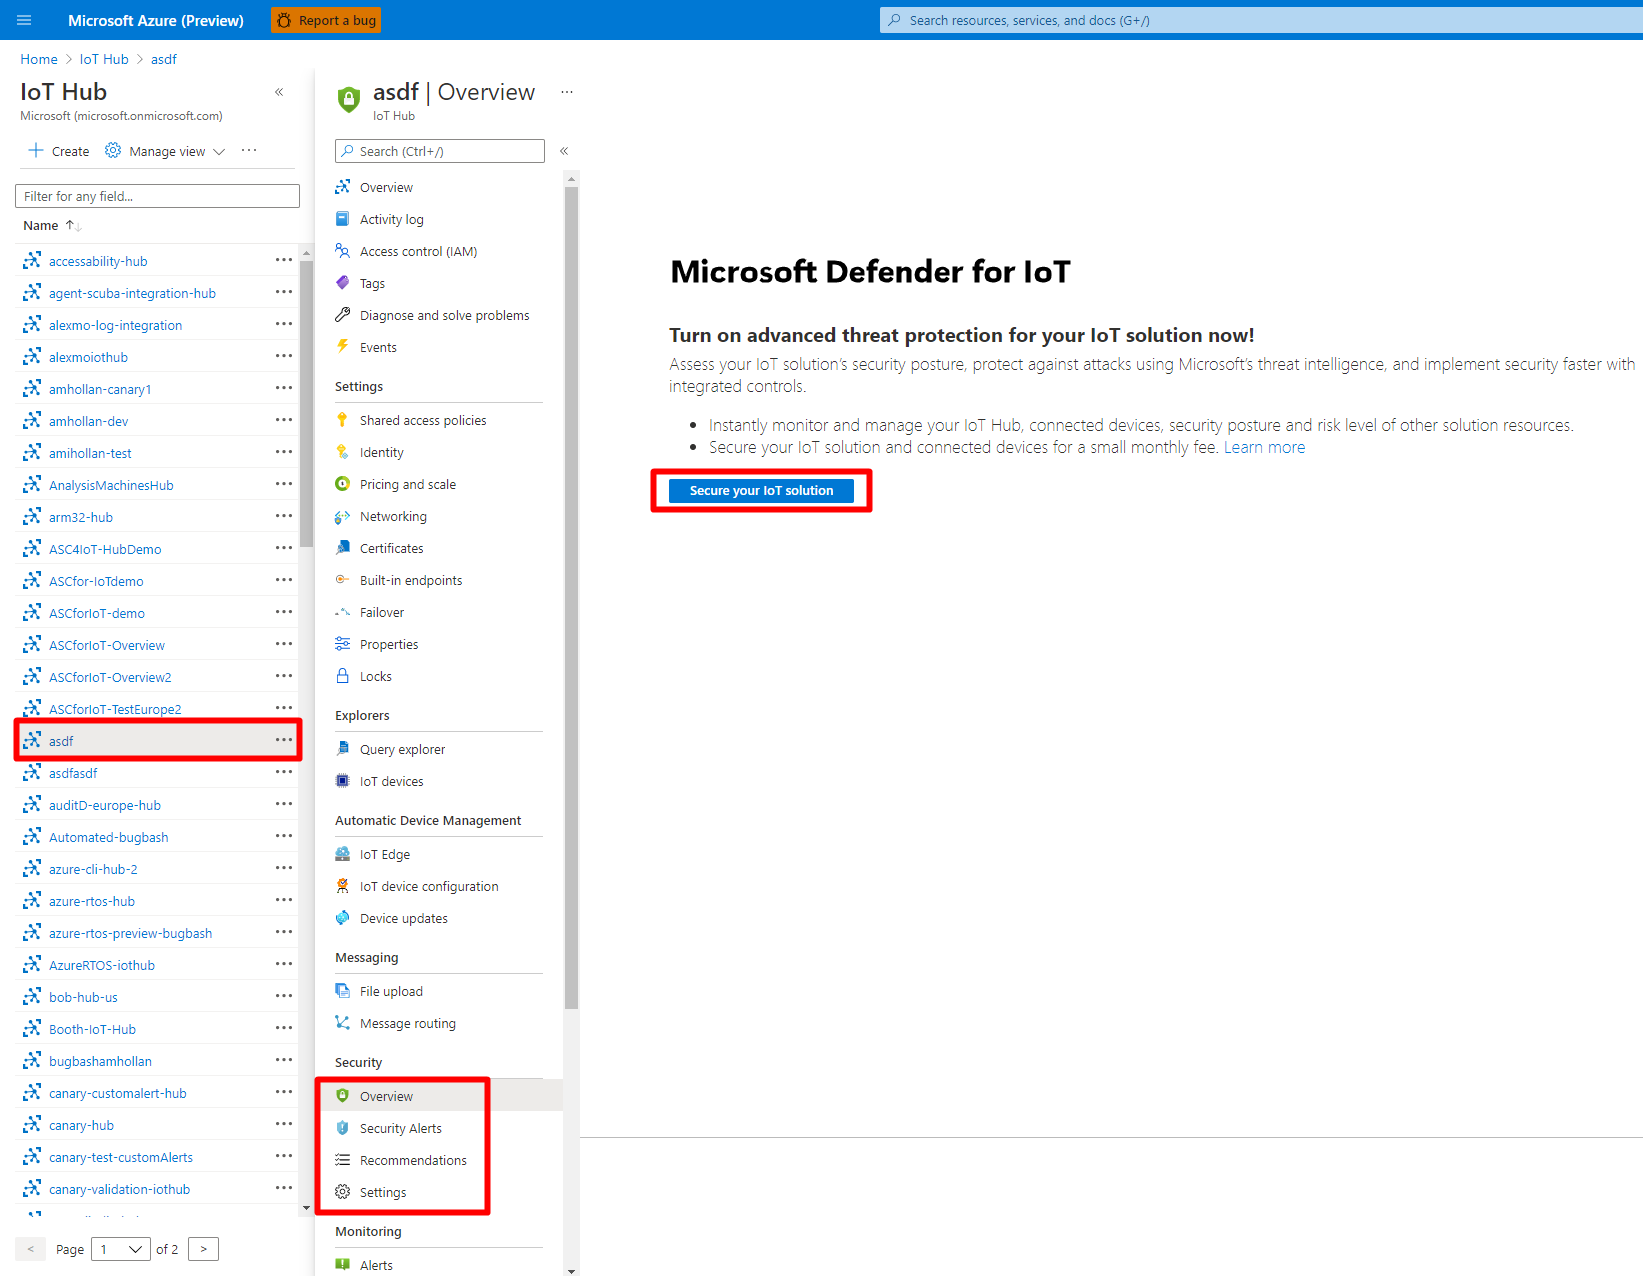 Microsoft Azure (Preview)
Report a bug
Search resources, services, and docs (G+/)
Home > IoT Hub > asdf
IoT Hub
Microsoft (microsoft.onmicrosoft.com)
Create
Manage view
Filter for any field...
Name
accessability-hub
agent-scuba-integration-hub
alexmo-log-integration
alexmoiothub
amhollan-canary1
amhollan-dev
amihollan-test
AnalysisMachinesHub
arm32-hub
ASC4IoT-HubDemo
ASCfor-IoTdemo
ASCforIoT-demo
ASCforIoT-Overview
ASCforIoT-Overview2
ASCforIoT-TestEurope2
asdf
asdfasdf
auditD-europe-hub
Automated-bugbash
azure-cli-hub-2
azure-rtos-hub
azure-rtos-preview-bugbash
AzureRTOS-iothub
bob-hub-us
Booth-IoT-Hub
bugbashamhollan
canary-customalert-hub
canary-hub
canary-test-customAlerts
canary-validation-iothub
< Page 1 of 2 >
asdf | Overview
IoT Hub
Search (Ctrl+/)
Overview
Activity log
Access control (IAM)
Tags
Diagnose and solve problems
Events
Settings
Shared access policies
Identity
Pricing and scale
Networking
Certificates
Built-in endpoints
Failover
Properties
Locks
Explorers
Query explorer
IoT devices
Automatic Device Management
IoT Edge
IoT device configuration
Device updates
Messaging
File upload
Message routing
Security
Overview
Security Alerts
Recommendations
Settings
Monitoring
Alerts
Microsoft Defender for IoT
Turn on advanced threat protection for your IoT solution now!
Assess your IoT solution's security posture, protect against attacks using Microsoft's threat intelligence, and implement security faster with
integrated controls.
• Instantly monitor and manage your IoT Hub, connected devices, security posture and risk level of other solution resources.
• Secure your IoT solution and connected devices for a small monthly fee. Learn more
Secure your IoT solution